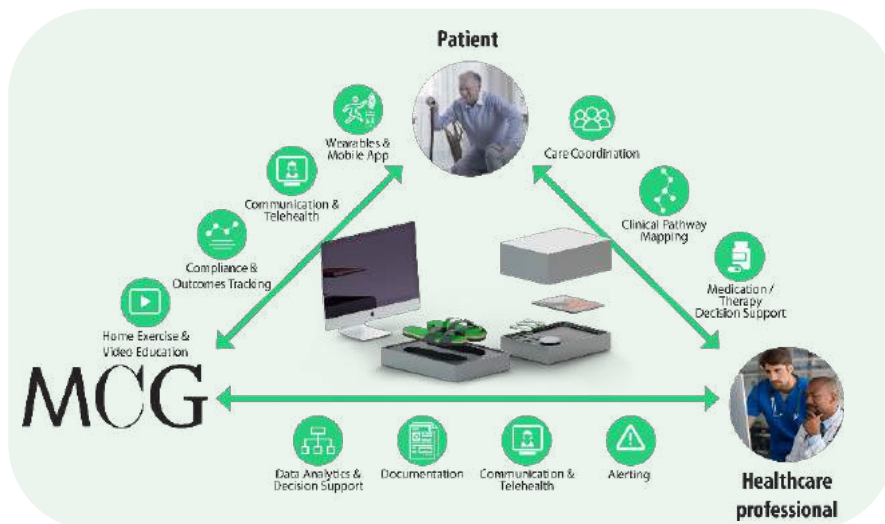 Patient
Wearables &
Mobile App
Care Coordination
Communication &
Telehealth
Clinical Pathway
Mapping
Compliance &
Outcomes Tracking
Medication /
Therapy
Decision Support
Home Exercise &
Video Education
MCG
Data Analytics &
Decision Support
Documentation
Communication &
Telehealth
Alerting
Healthcare
professional